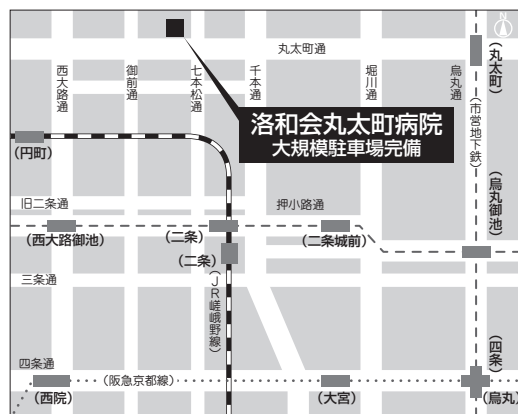 N
丸太町通
西大路通
御前通
七本松通
千本通
堀川通
烏丸通
(丸太町)
(市営地下鉄)
洛和会丸太町病院
大規模駐車場完備
(円町)
(烏丸御池)
旧二条通
押小路通
(西大路御池)
(二条)
(二条城前)
(二条)
(JR嵯峨野線)
三条通
四条通
(四条)
(阪急京都線)
(西院)
(大宮)
(烏丸)